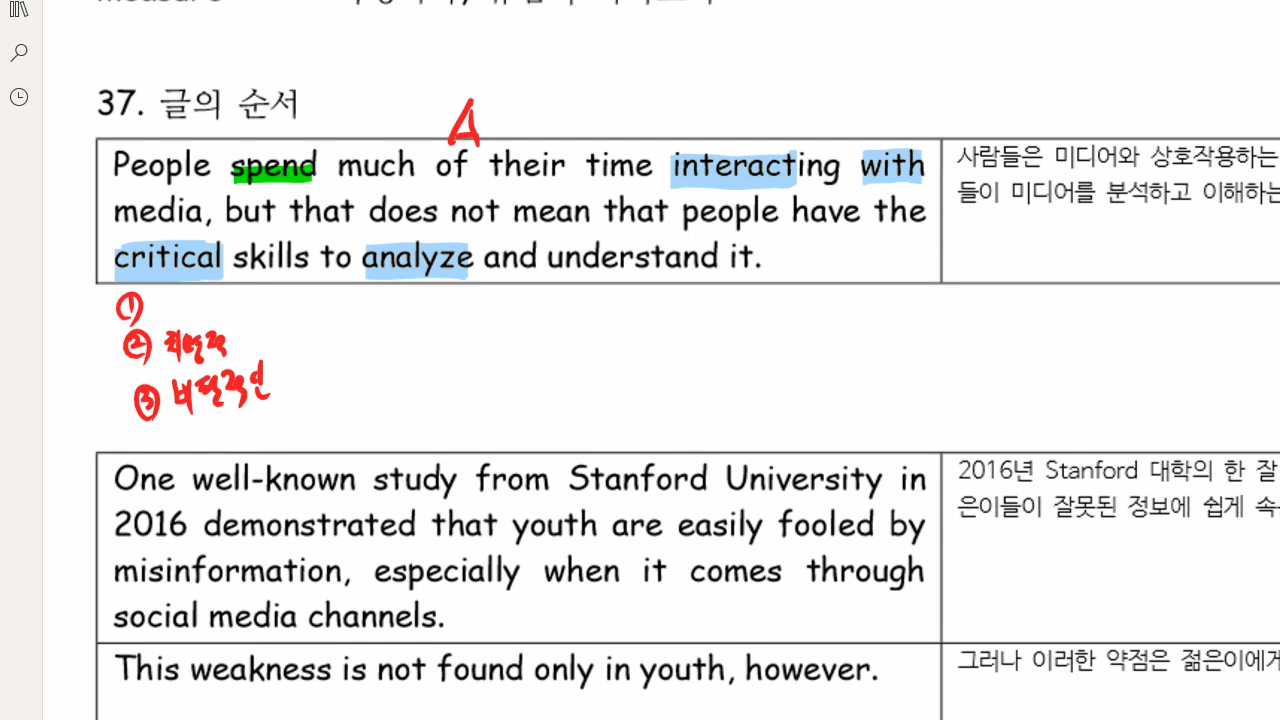 37. 글의 순서
A
People spend much of their time interacting with
media, but that does not mean that people have the
critical skills to analyze and understand it.
사람들은 미디어와 상호작용하는
들이 미디어를 분석하고 이해하는
①
②
③ 비판적인
One well-known study from Stanford University in
2016 demonstrated that youth are easily fooled by
misinformation, especially when it comes through
social media channels.
2016년 Stanford 대학의 한 잘
은이들이 잘못된 정보에 쉽게
This weakness is not found only in youth, however.
그러나 이러한 약점은 젊은이에게